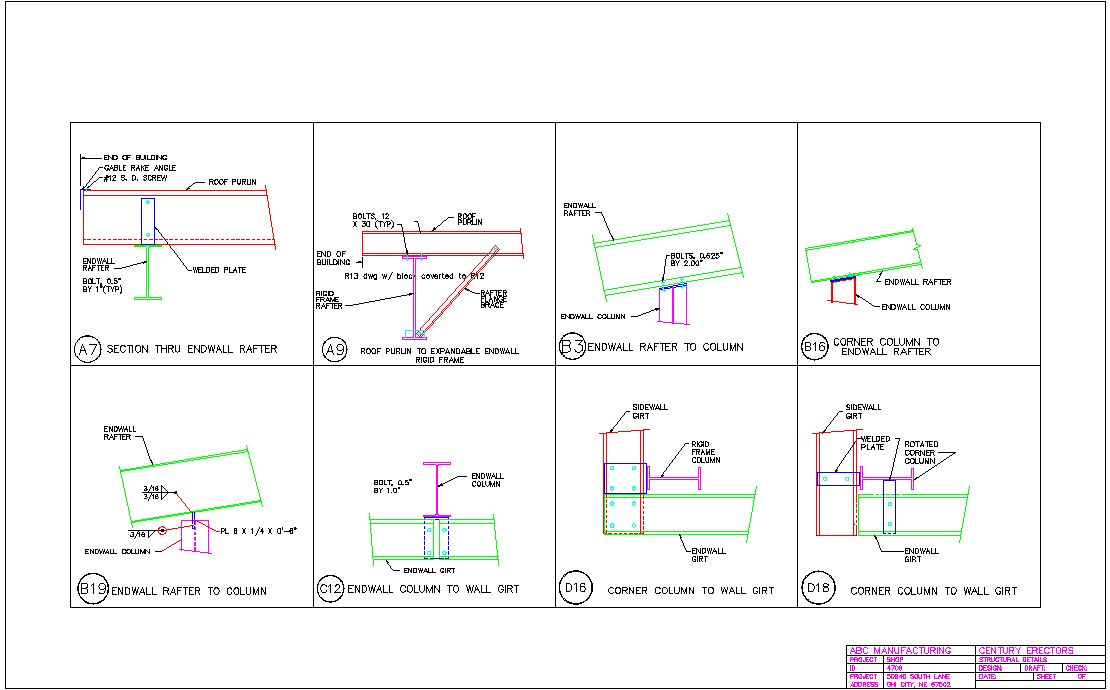 END OF BUILDING
GABLE RAKE ANGLE
#12 S. D. SCREW
ROOF PURLIN
ENDWALL
RAFTER
WELDED PLATE
BOLT, 0.5"
BY 1"(TYP)
A7 SECTION THRU ENDWALL RAFTER
BOLTS, 12
X 30 (TYP)
ROOF
PURLIN
END OF
BUILDING
R13 dwg w/ block coverted to R12
RIGID
FRAME
RAFTER
RAFTER
FLANGE
BRACE
A9 ROOF PURLIN TO EXPANDABLE ENDWALL
RIGID FRAME
ENDWALL
RAFTER
BOLTS, 0.625"
BY 2.00"
ENDWALL COLUMN
B3 ENDWALL RAFTER TO COLUMN
ENDWALL RAFTER
ENDWALL COLUMN
B16 CORNER COLUMN TO
ENDWALL RAFTER
ENDWALL
RAFTER
3/16
3/16
3/16
PL 8 X 1/4 X 0'-6"
ENDWALL COLUMN
B19 ENDWALL RAFTER TO COLUMN
BOLT, 0.5"
BY 1.0"
ENDWALL
COLUMN
ENDWALL GIRT
C12 ENDWALL COLUMN TO WALL GIRT
SIDEWALL
GIRT
RIGID
FRAME
COLUMN
ENDWALL
GIRT
D16 CORNER COLUMN TO WALL GIRT
SIDEWALL
GIRT
WELDED
PLATE
ROTATED
CORNER
COLUMN
ENDWALL
GIRT
D18 CORNER COLUMN TO WALL GIRT
ABC MANUFACTURING
CENTURY ERECTORS
PROJECT SHOP
STRUCTURAL DETAILS
ID
DESIGN: DRAFT: CHECK:
PROJECT SOUTH LANE
DATE: SHEET OF
ADDRESS CITY, NE